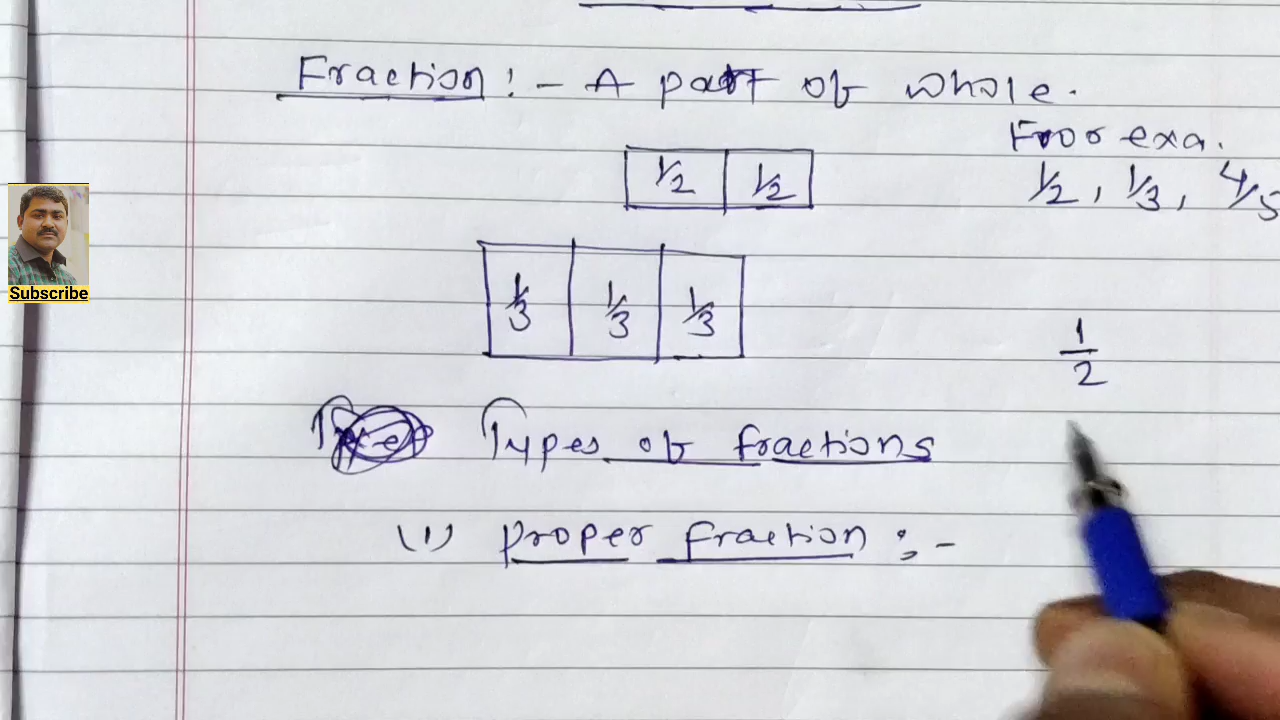 Fraction :- A part of whole.
For exa.
1/2, 1/3, 4/5
1/2 1/2
1/3 1/3 1/3
1/2
Types of fractions
(1) Proper fraction :-
Subscribe